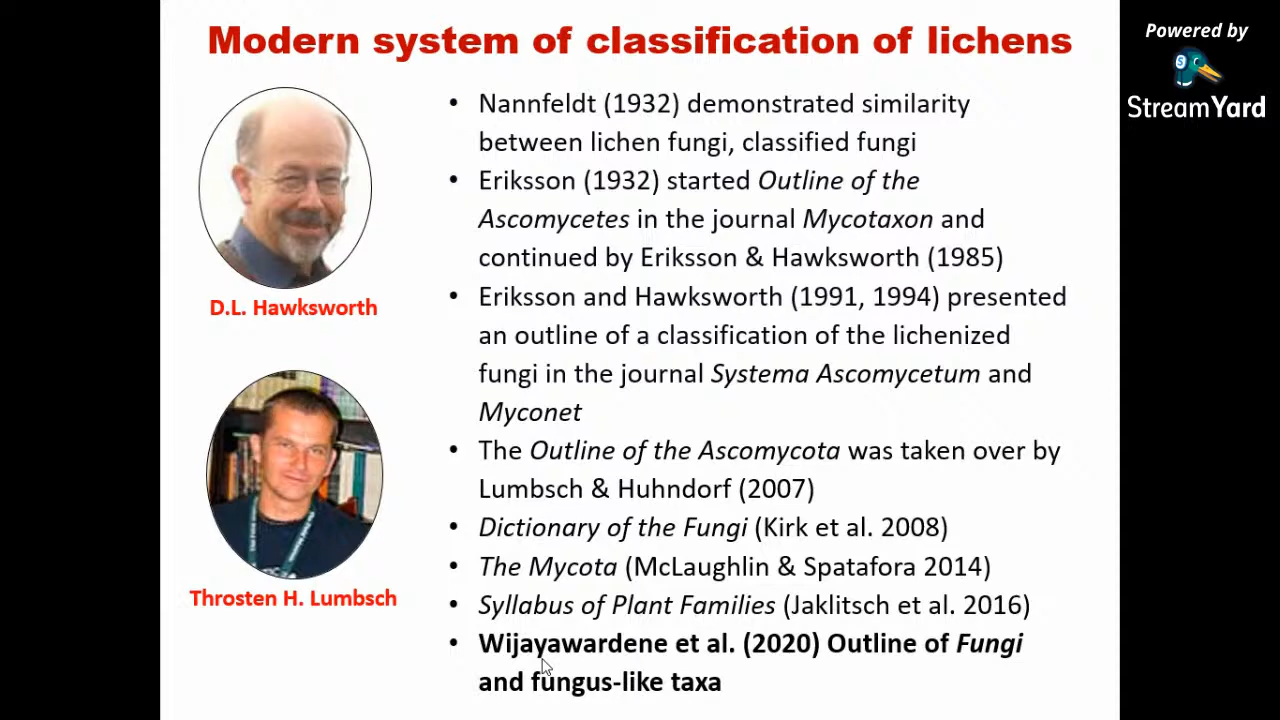 Modern system of classification of lichens
Powered by
StreamYard
D.L. Hawksworth
Throsten H. Lumbsch
• Nannfeldt (1932) demonstrated similarity
between lichen fungi, classified fungi
• Eriksson (1932) started Outline of the
Ascomycetes in the journal Mycotaxon and
continued by Eriksson & Hawksworth (1985)
• Eriksson and Hawksworth (1991, 1994) presented
an outline of a classification of the lichenized
fungi in the journal Systema Ascomycetum and
Myconet
• The Outline of the Ascomycota was taken over by
Lumbsch & Huhndorf (2007)
• Dictionary of the Fungi (Kirk et al. 2008)
• The Mycota (McLaughlin & Spatafora 2014)
• Syllabus of Plant Families (Jaklitsch et al. 2016)
• Wijayawardene et al. (2020) Outline of Fungi
and fungus-like taxa